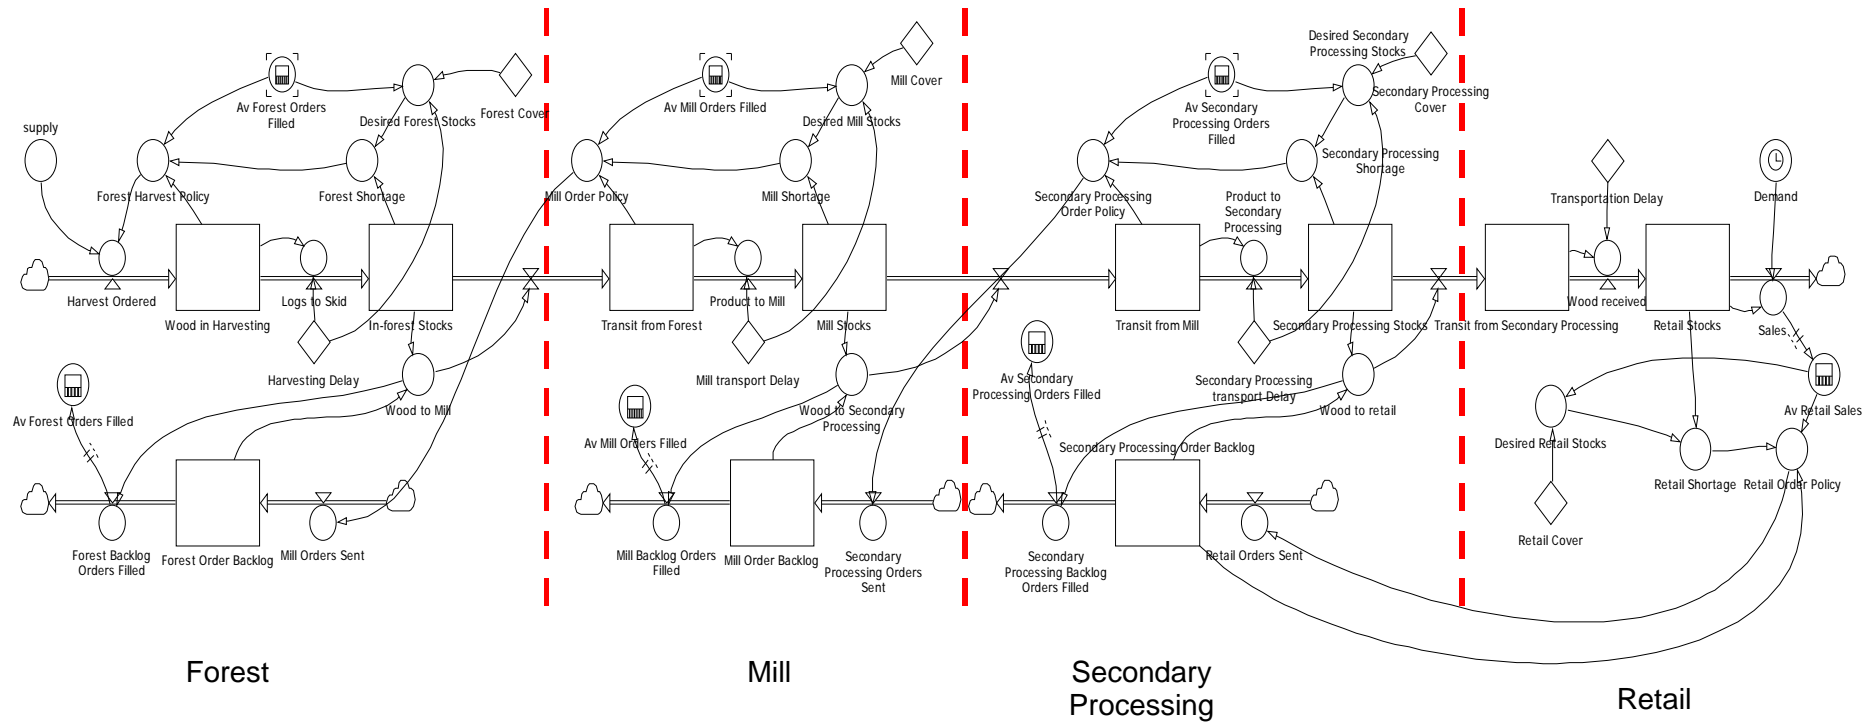 supply
Av Forest Orders
Filled
Desired Forest Stocks
Forest Cover
Forest Harvest Policy
Forest Shortage
Harvest Ordered
Wood in Harvesting
Logs to Skid
In-forest Stocks
Harvesting Delay
Wood to Mill
Av Forest Orders Filled
Forest Backlog
Orders Filled
Forest Order Backlog
Mill Orders Sent
Forest
Av Mill Orders Filled
Mill Cover
Desired Mill Stocks
Mill Order Policy
Mill Shortage
Transit from Forest
Product to Mill
Mill Stocks
Mill transport Delay
Wood to Secondary
Processing
Av Mill Orders Filled
Mill Backlog Orders
Filled
Mill Order Backlog
Secondary
Processing Orders
Sent
Mill
Desired Secondary
Processing Stocks
Secondary Processing
Cover
Av Secondary
Processing Orders
Filled
Secondary Processing
Shortage
Secondary Processing
Order Policy
Product to
Secondary
Processing
Transit from Mill
Secondary Processing Stocks
Av Secondary
Processing Orders Filled
Secondary Processing
transport Delay
Wood to retail
Secondary Processing Order Backlog
Secondary
Processing Backlog
Orders Filled
Retail Orders Sent
Secondary
Processing
Transportation Delay
Demand
Transit from Secondary Processing
Wood received
Retail Stocks
Sales
Av Retail Sales
Desired Retail Stocks
Retail Shortage
Retail Order Policy
Retail Cover
Retail